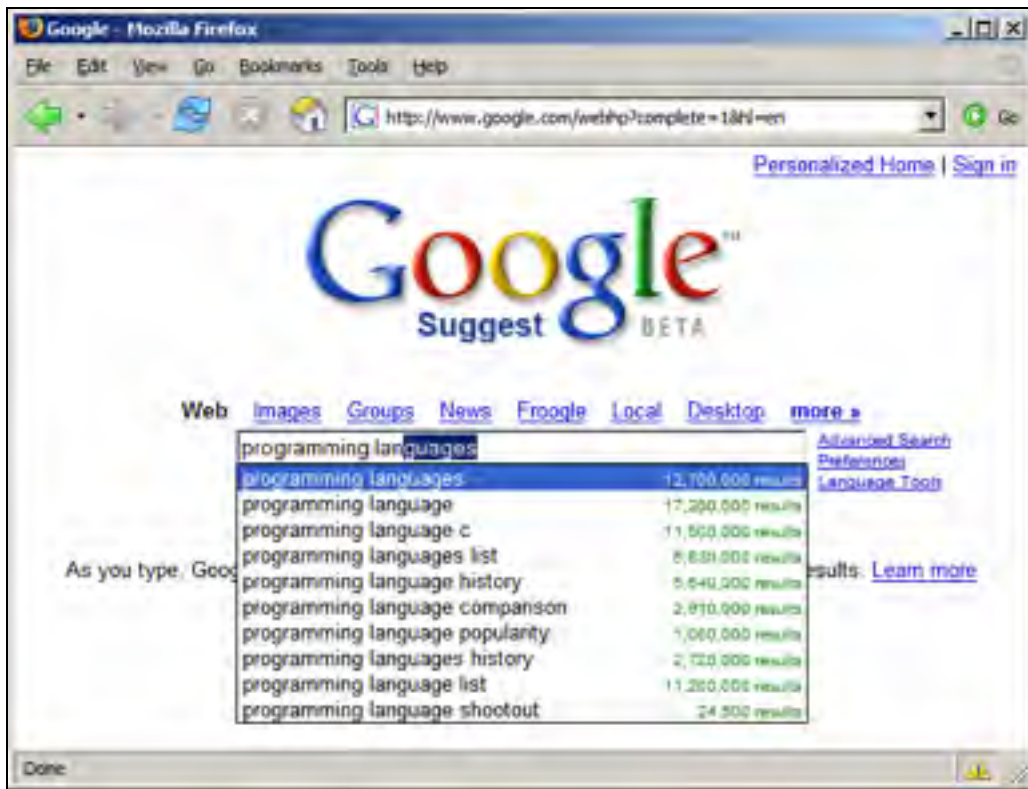 Google - Mozilla Firefox
File Edit View Go Bookmarks Tools Help
http://www.google.com/webhp?complete=1&hl=en Go
Personalized Home | Sign in
Google™
Suggest BETA
Web Images Groups News Froogle Local Desktop more »
programming languages Advanced Search
Preferences
programming languages 12,700,000 results Language Tools
programming language 17,200,000 results
programming language c 11,500,000 results
programming languages list results
As you type, Goog esults. Learn more
programming language history results
programming language comparison results
programming language popularity results
programming languages history 2,720,000 results
programming language list 11,200,000 results
programming language shootout 24,500 results
Done